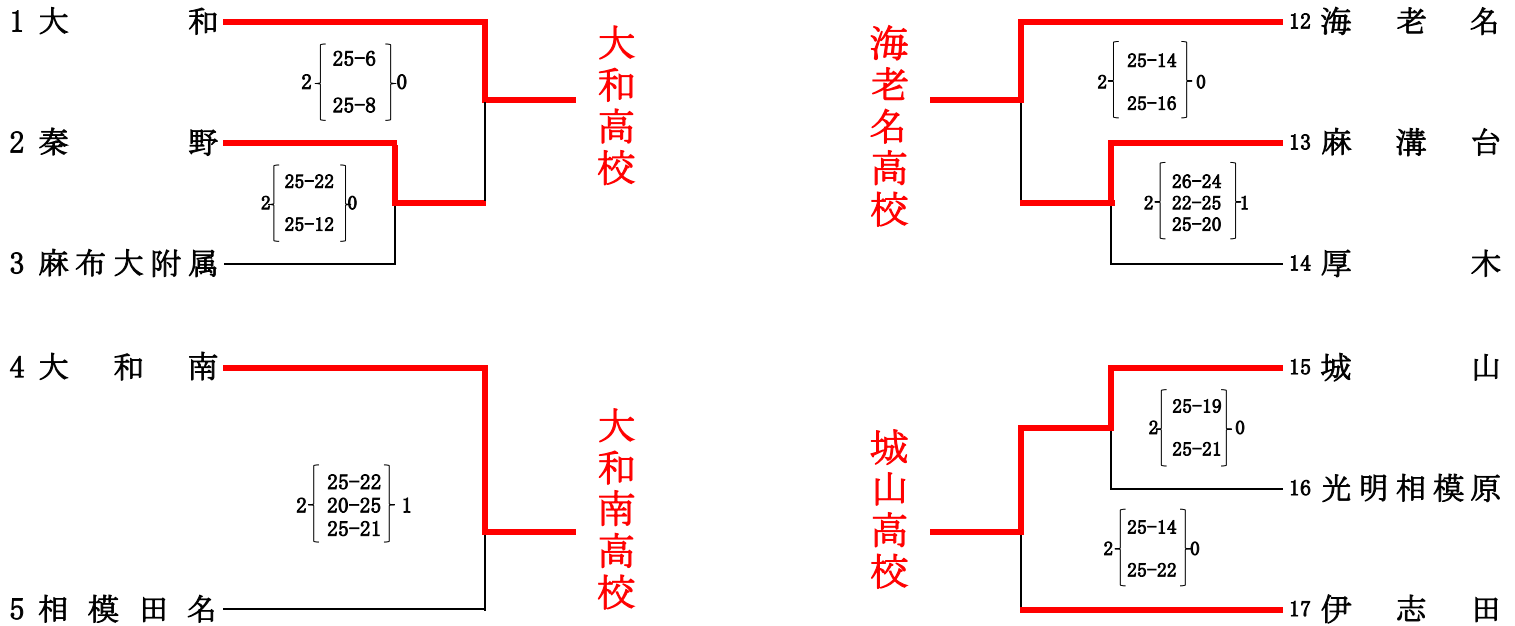 1 大和
25-6
2 0
25-8
2 秦野
25-22
2 0
25-12
3 麻布大附属
大和高校
4 大和南
25-22
2 20-25 1
25-21
5 相模田名
大和南高校
海老名高校
12 海老名
25-14
2 0
25-16
13 麻溝台
26-24
2 22-25 1
25-20
14 厚木
城山高校
15 城山
25-19
2 0
25-21
16 光明相模原
25-14
2 0
25-22
17 伊志田